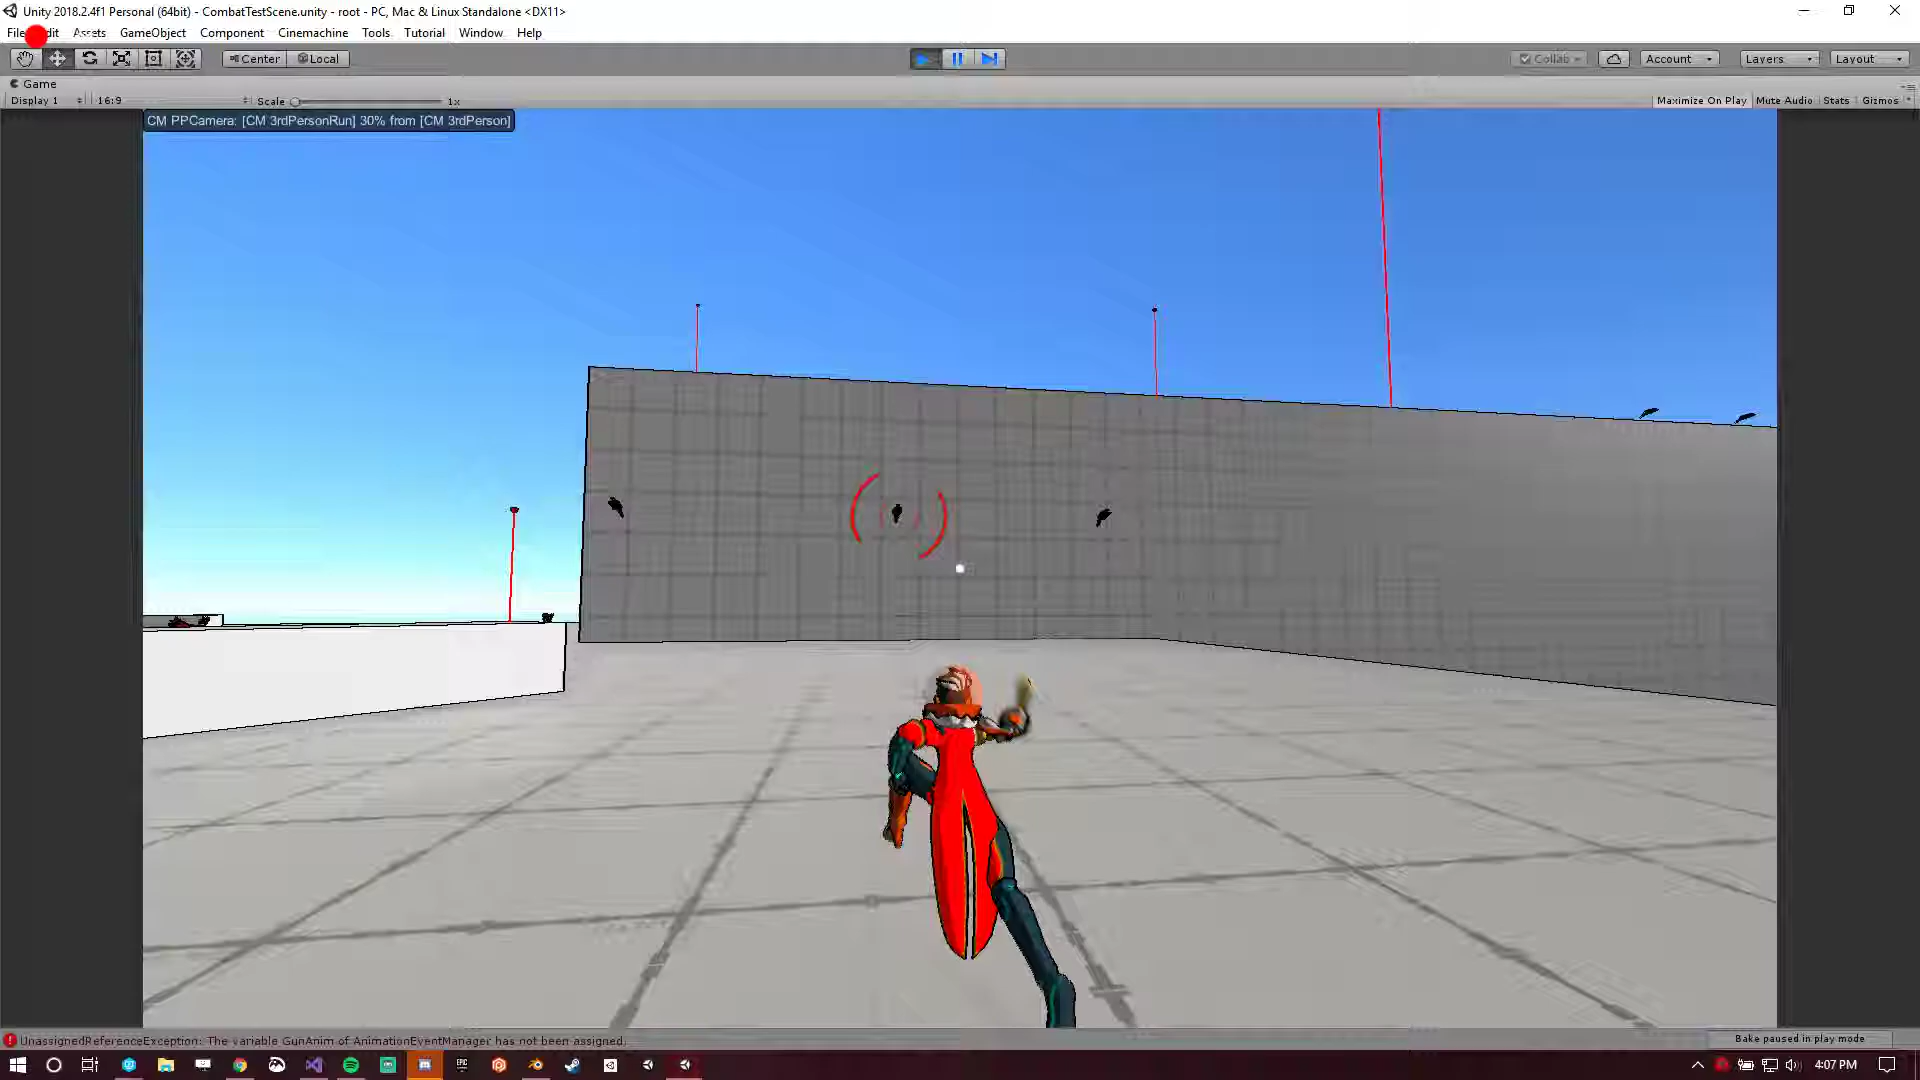 Unity 2018.2.4f1 Personal (64bit) - CombatTestScene.unity - root - PC, Mac & Linux Standalone <DX11>
File Edit Assets GameObject Component Cinemachine Tools Tutorial Window Help
Center Local Collab Account Layers Layout
Game
Display 1 16:9 Scale 1x Maximize On Play Mute Audio Stats Gizmos
CM PPCamera: [CM 3rdPersonRun] 30% from [CM 3rdPerson]
UnassignedReferenceException: The variable GunAnim of AnimationEventManager has not been assigned.
Bake paused in play mode
EPIC
4:07 PM